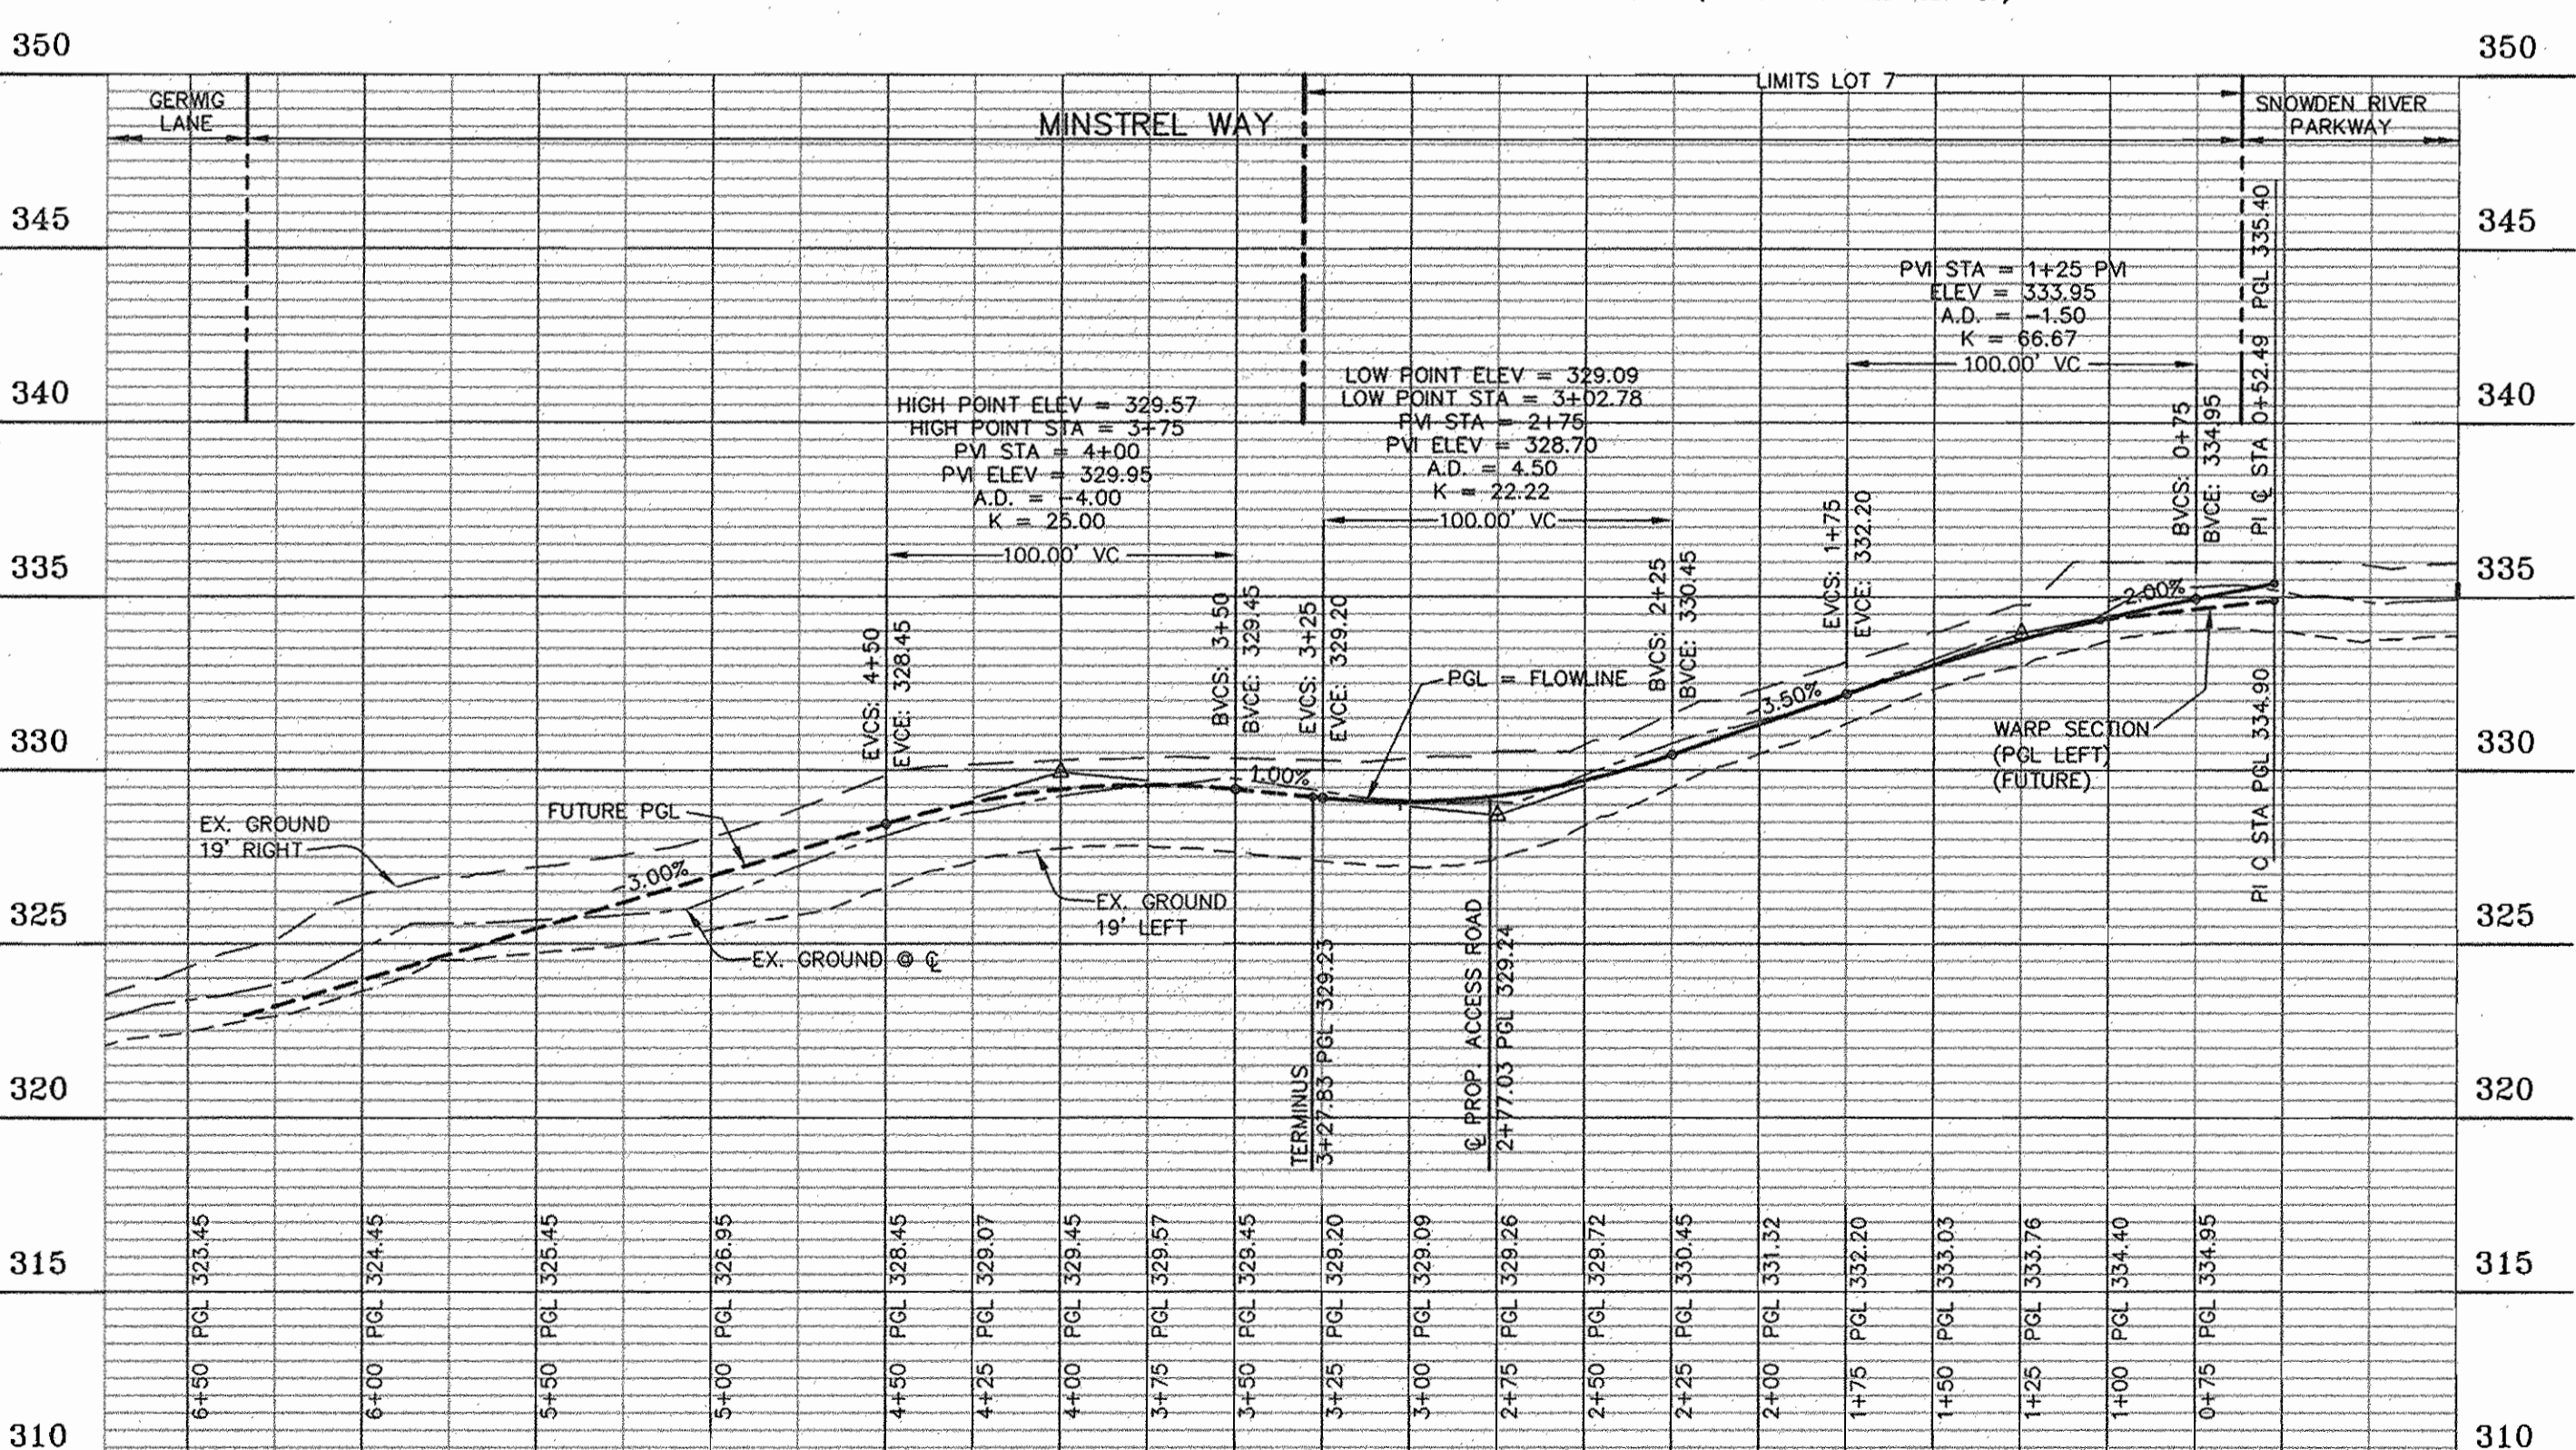 350
350
GERWIG
LANE
MINSTREL WAY
LIMITS LOT 7
SNOWDEN RIVER
PARKWAY
345
345
PVI STA = 1+25 PVI
ELEV = 333.95
A.D. = -1.50
K = 66.67
100.00' VC
340
340
HIGH POINT ELEV = 329.57
HIGH POINT STA = 3+75
PVI STA = 4+00
PVI ELEV = 329.95
A.D. = -4.00
K = 25.00
100.00' VC
LOW POINT ELEV = 329.09
LOW POINT STA = 3+02.78
PVI STA = 2+75
PVI ELEV = 328.70
A.D. = 4.50
K = 22.22
100.00' VC
335
335
EVCS: 4+50
EVCE: 328.45
BVCS: 3+50
BVCE: 329.45
EVCS: 3+25
EVCE: 329.20
BVCS: 2+25
BVCE: 330.45
EVCS: 1+75
EVCE: 332.20
BVCS: 0+75
BVCE: 334.95
PI ℄ STA 0+52.49 PGL 335.40
2.00%
3.50%
1.00%
-3.00%
PGL = FLOWLINE
WARP SECTION
(PGL LEFT)
(FUTURE)
PI C STA PGL 334.90
330
330
EX. GROUND
19' RIGHT
FUTURE PGL
EX. GROUND
19' LEFT
EX. GROUND @ ℄
325
325
TERMINUS
3+27.83 PGL 329.23
℄ PROP. ACCESS ROAD
2+77.03 PGL 329.24
320
320
315
315
6+50 PGL 323.45
6+00 PGL 324.45
5+50 PGL 325.45
5+00 PGL 326.95
4+50 PGL 328.45
4+25 PGL 329.07
4+00 PGL 329.45
3+75 PGL 329.57
3+50 PGL 329.45
3+25 PGL 329.20
3+00 PGL 329.09
2+75 PGL 329.26
2+50 PGL 329.72
2+25 PGL 330.45
2+00 PGL 331.32
1+75 PGL 332.20
1+50 PGL 333.03
1+25 PGL 333.76
1+00 PGL 334.40
0+75 PGL 334.95
310
310